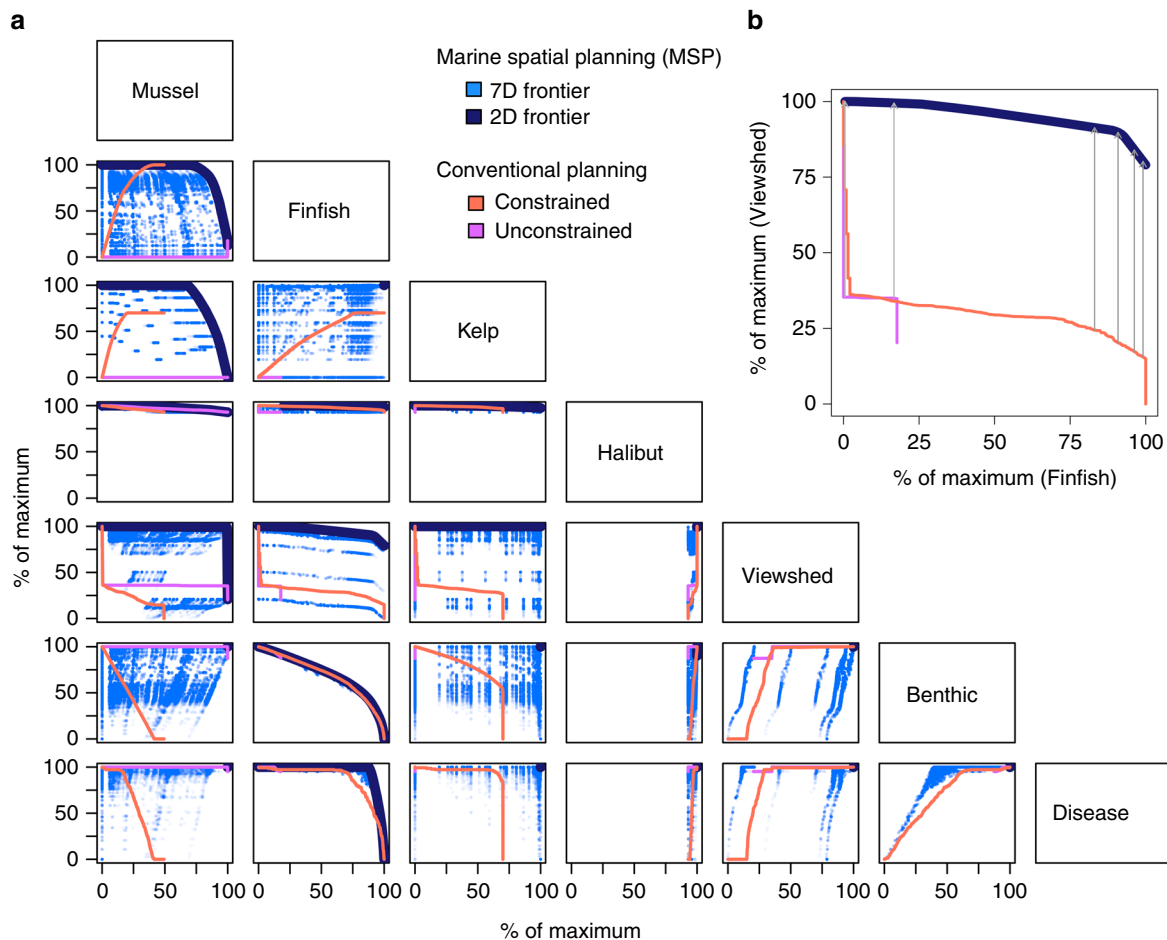 a
b
Marine spatial planning (MSP)
7D frontier
2D frontier
Conventional planning
Constrained
Unconstrained
Mussel
100
50
0
Finfish
100
50
0
Kelp
100
50
0
Halibut
100
50
0
Viewshed
100
50
0
Benthic
100
50
0
Disease
0
50
100
0
50
100
0
50
100
0
50
100
0
50
100
0
50
100
% of maximum
% of maximum
100
75
50
25
0
% of maximum (Viewshed)
0
25
50
75
100
% of maximum (Finfish)